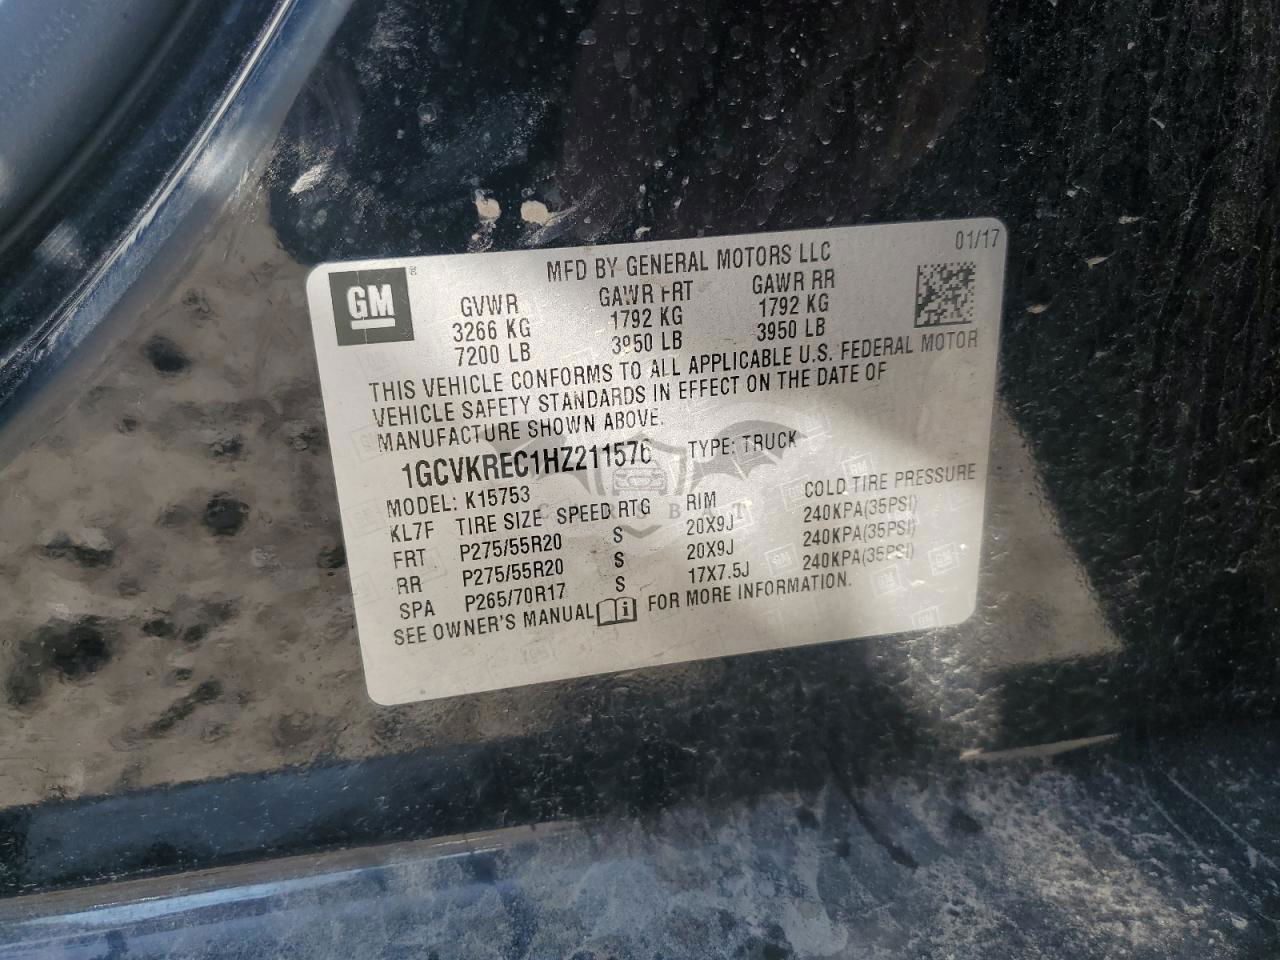 01/17
MFD BY GENERAL MOTORS LLC
GM
GVWR GAWR FRT GAWR RR
3266 KG 1792 KG 1792 KG
7200 LB 3950 LB 3950 LB
THIS VEHICLE CONFORMS TO ALL APPLICABLE U.S. FEDERAL MOTOR
VEHICLE SAFETY STANDARDS IN EFFECT ON THE DATE OF
MANUFACTURE SHOWN ABOVE.
1GCVKREC1HZ211576 TYPE: TRUCK
MODEL: K15753
KL7F TIRE SIZE SPEED RTG RIM COLD TIRE PRESSURE
FRT P275/55R20 S 20X9J 240KPA(35PSI)
RR P275/55R20 S 20X9J 240KPA(35PSI)
SPA P265/70R17 S 17X7.5J 240KPA(35PSI)
SEE OWNER'S MANUAL FOR MORE INFORMATION.